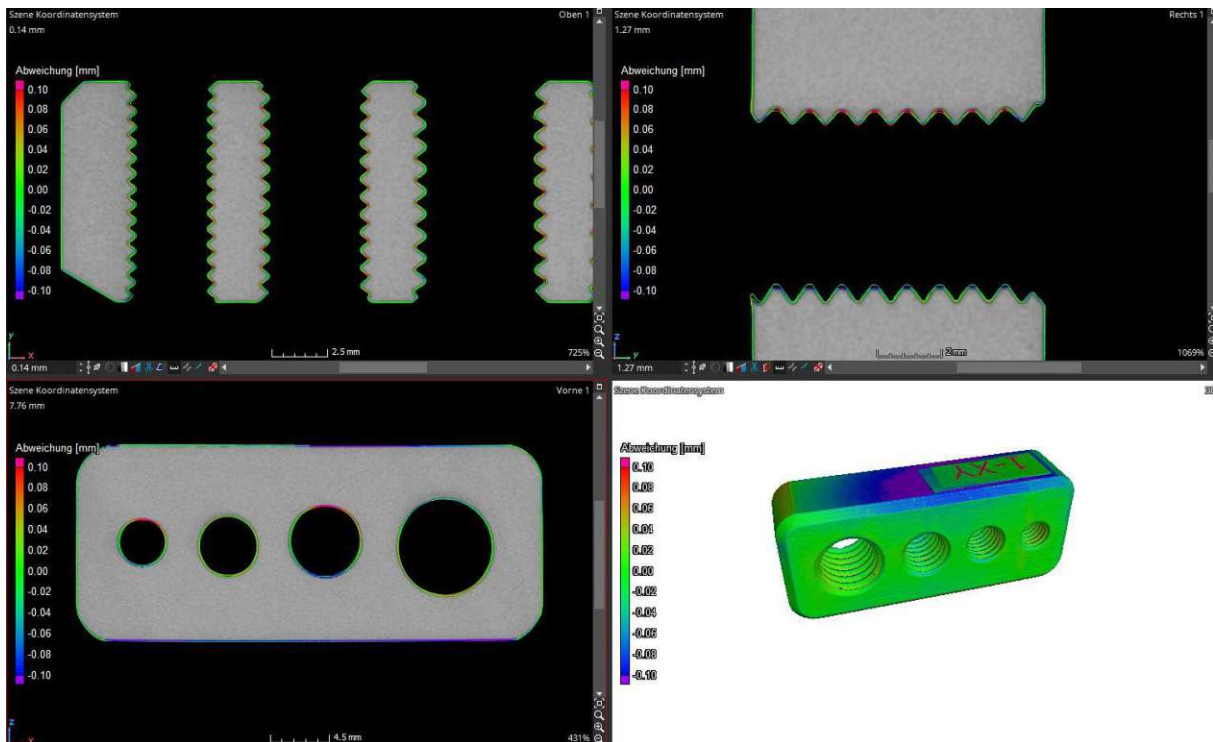 Szene Koordinatensystem
Oben 1
0.14 mm
Abweichung [mm]
0.10
0.08
0.06
0.04
0.02
0.00
-0.02
-0.04
-0.06
-0.08
-0.10
y
x
2.5 mm
725%
0.14 mm
Szene Koordinatensystem
Rechts 1
1.27 mm
Abweichung [mm]
0.10
0.08
0.06
0.04
0.02
0.00
-0.02
-0.04
-0.06
-0.08
-0.10
z
y
2 mm
1069%
1.27 mm
Szene Koordinatensystem
Vorne 1
7.76 mm
Abweichung [mm]
0.10
0.08
0.06
0.04
0.02
0.00
-0.02
-0.04
-0.06
-0.08
-0.10
z
x
4.5 mm
431%
Szene Koordinatensystem
Abweichung [mm]
0.10
0.08
0.06
0.04
0.02
0.00
-0.02
-0.04
-0.06
-0.08
-0.10
1-XY